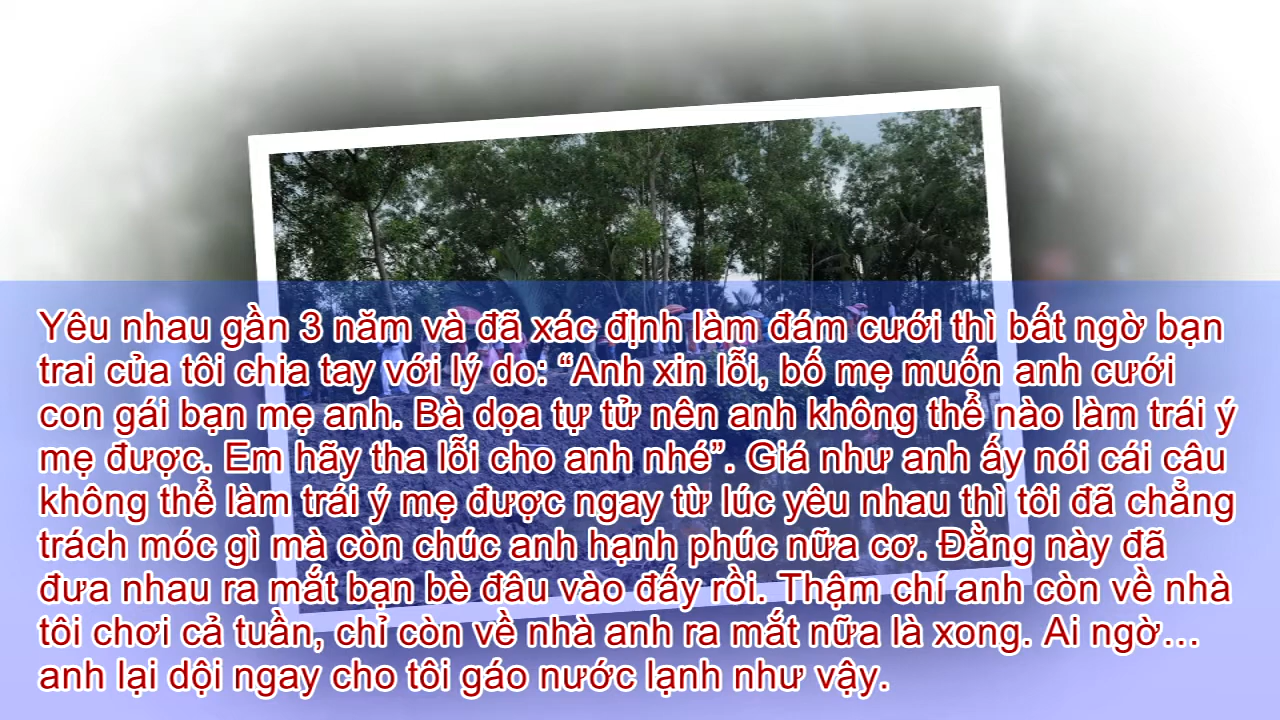 Yêu nhau gần 3 năm và đã xác định làm đám cưới thì bất ngờ bạn
trai của tôi chia tay với lý do: “Anh xin lỗi, bố mẹ muốn anh cưới
con gái bạn mẹ anh. Bà dọa tự tử nên anh không thể nào làm trái ý
mẹ được. Em hãy tha lỗi cho anh nhé”. Giá như anh ấy nói cái câu
không thể làm trái ý mẹ được ngay từ lúc yêu nhau thì tôi đã chẳng
trách móc gì mà còn chúc anh hạnh phúc nữa cơ. Đằng này đã
đưa nhau ra mắt bạn bè đâu vào đấy rồi. Thậm chí anh còn về nhà
tôi chơi cả tuần, chỉ còn về nhà anh ra mắt nữa là xong. Ai ngờ…
anh lại dội ngay cho tôi gáo nước lạnh như vậy.